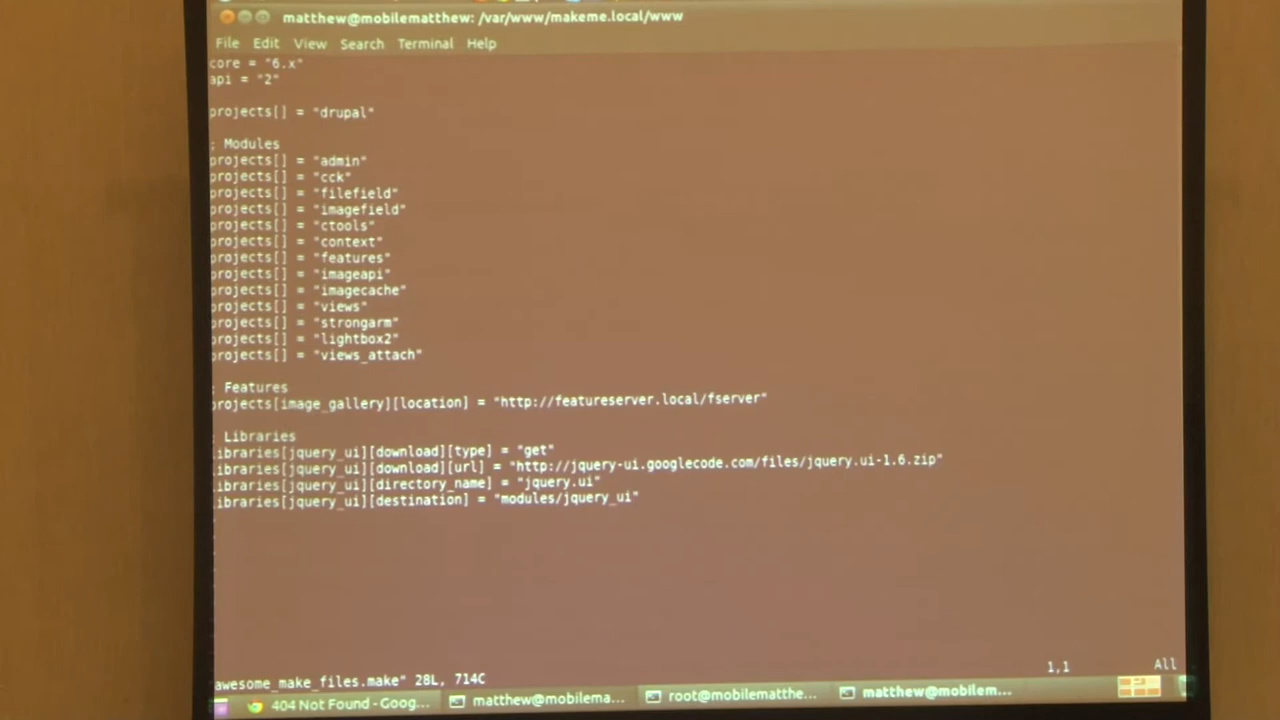 matthew@mobilematthew: /var/www/makeme.local/www
File Edit View Search Terminal Help
core = "6.x"
api = "2"
projects[] = "drupal"
; Modules
projects[] = "admin"
projects[] = "cck"
projects[] = "filefield"
projects[] = "imagefield"
projects[] = "ctools"
projects[] = "context"
projects[] = "features"
projects[] = "imageapi"
projects[] = "imagecache"
projects[] = "views"
projects[] = "strongarm"
projects[] = "lightbox2"
projects[] = "views_attach"
; Features
projects[image_gallery][location] = "http://featureserver.local/fserver"
; Libraries
libraries[jquery_ui][download][type] = "get"
libraries[jquery_ui][download][url] = "http://jquery-ui.googlecode.com/files/jquery.ui-1.6.zip"
libraries[jquery_ui][directory_name] = "jquery.ui"
libraries[jquery_ui][destination] = "modules/jquery_ui"
awesome_make_files.make" 28L, 714C 1,1 All
404 Not Found - Goog... matthew@mobilema... root@mobilematthe... matthew@mobilem...